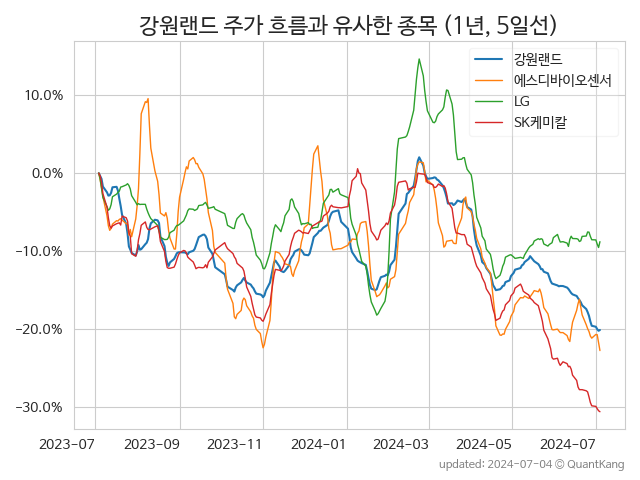 강원랜드 주가 흐름과 유사한 종목 (1년, 5일선)
강원랜드
에스디바이오센서
LG
SK케미칼
10.0%
0.0%
−10.0%
−20.0%
−30.0%
2023-07 2023-09 2023-11 2024-01 2024-03 2024-05 2024-07
updated: 2024-07-04 © QuantKang